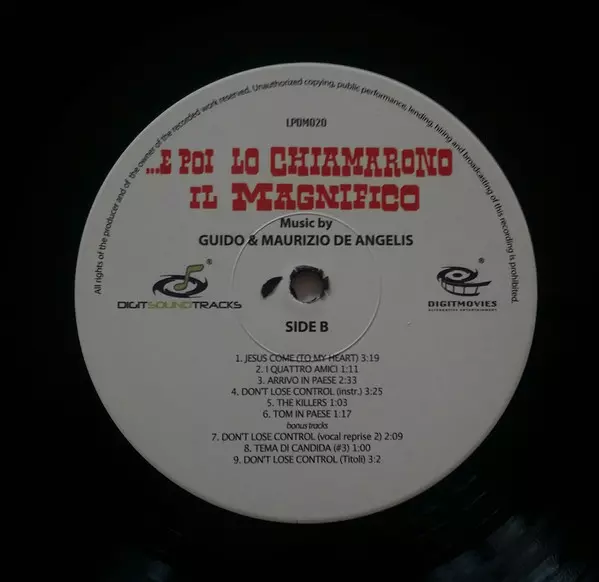 All rights of the producer and of the owner of the recorded work reserved. Unauthorized copying, public performance, lending, hiring and broadcasting of this recording is prohibited.
LPDM020
...E POI LO CHIAMARONO
IL MAGNIFICO
Music by
GUIDO & MAURIZIO DE ANGELIS
DIGITSOUNDTRACKS
DIGITMOVIES
ALTERNATIVE ENTERTAINMENT
SIDE B
1. JESUS COME (TO MY HEART) 3:19
2. I QUATTRO AMICI 1:11
3. ARRIVO IN PAESE 2:33
4. DON'T LOSE CONTROL (instr.) 3:25
5. THE KILLERS 1:03
6. TOM IN PAESE 1:17
bonus tracks
7. DON'T LOSE CONTROL (vocal reprise 2) 2:09
8. TEMA DI CANDIDA (#3) 1:00
9. DON'T LOSE CONTROL (Titoli) 3:2